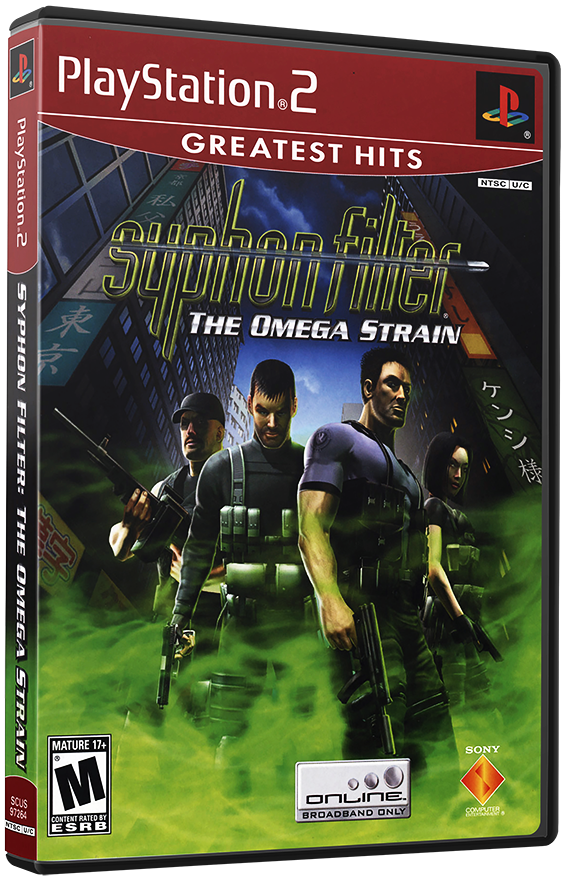 PlayStation®2
GREATEST HITS
NTSC U/C
syphon filter
THE OMEGA STRAIN
東京
ケンジ様
MATURE 17+
M
CONTENT RATED BY
ESRB
ONLINE
BROADBAND ONLY
SONY
COMPUTER
ENTERTAINMENT®
PlayStation®2
SYPHON FILTER: THE OMEGA STRAIN
SCUS
97264
NTSC U/C